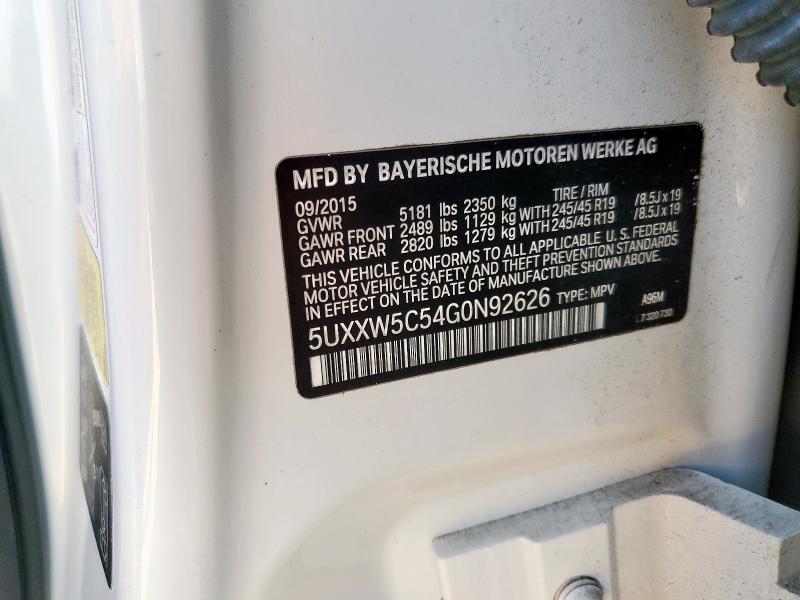 MFD BY BAYERISCHE MOTOREN WERKE AG
09/2015 TIRE / RIM
GVWR 5181 lbs 2350 kg
GAWR FRONT 2489 lbs 1129 kg WITH 245/45 R19 / 8.5J x 19
GAWR REAR 2820 lbs 1279 kg WITH 245/45 R19 / 8.5J x 19
THIS VEHICLE CONFORMS TO ALL APPLICABLE U. S. FEDERAL
MOTOR VEHICLE SAFETY AND THEFT PREVENTION STANDARDS
IN EFFECT ON THE DATE OF MANUFACTURE SHOWN ABOVE.
5UXXW5C54G0N92626 TYPE: MPV A96M
7 320 730